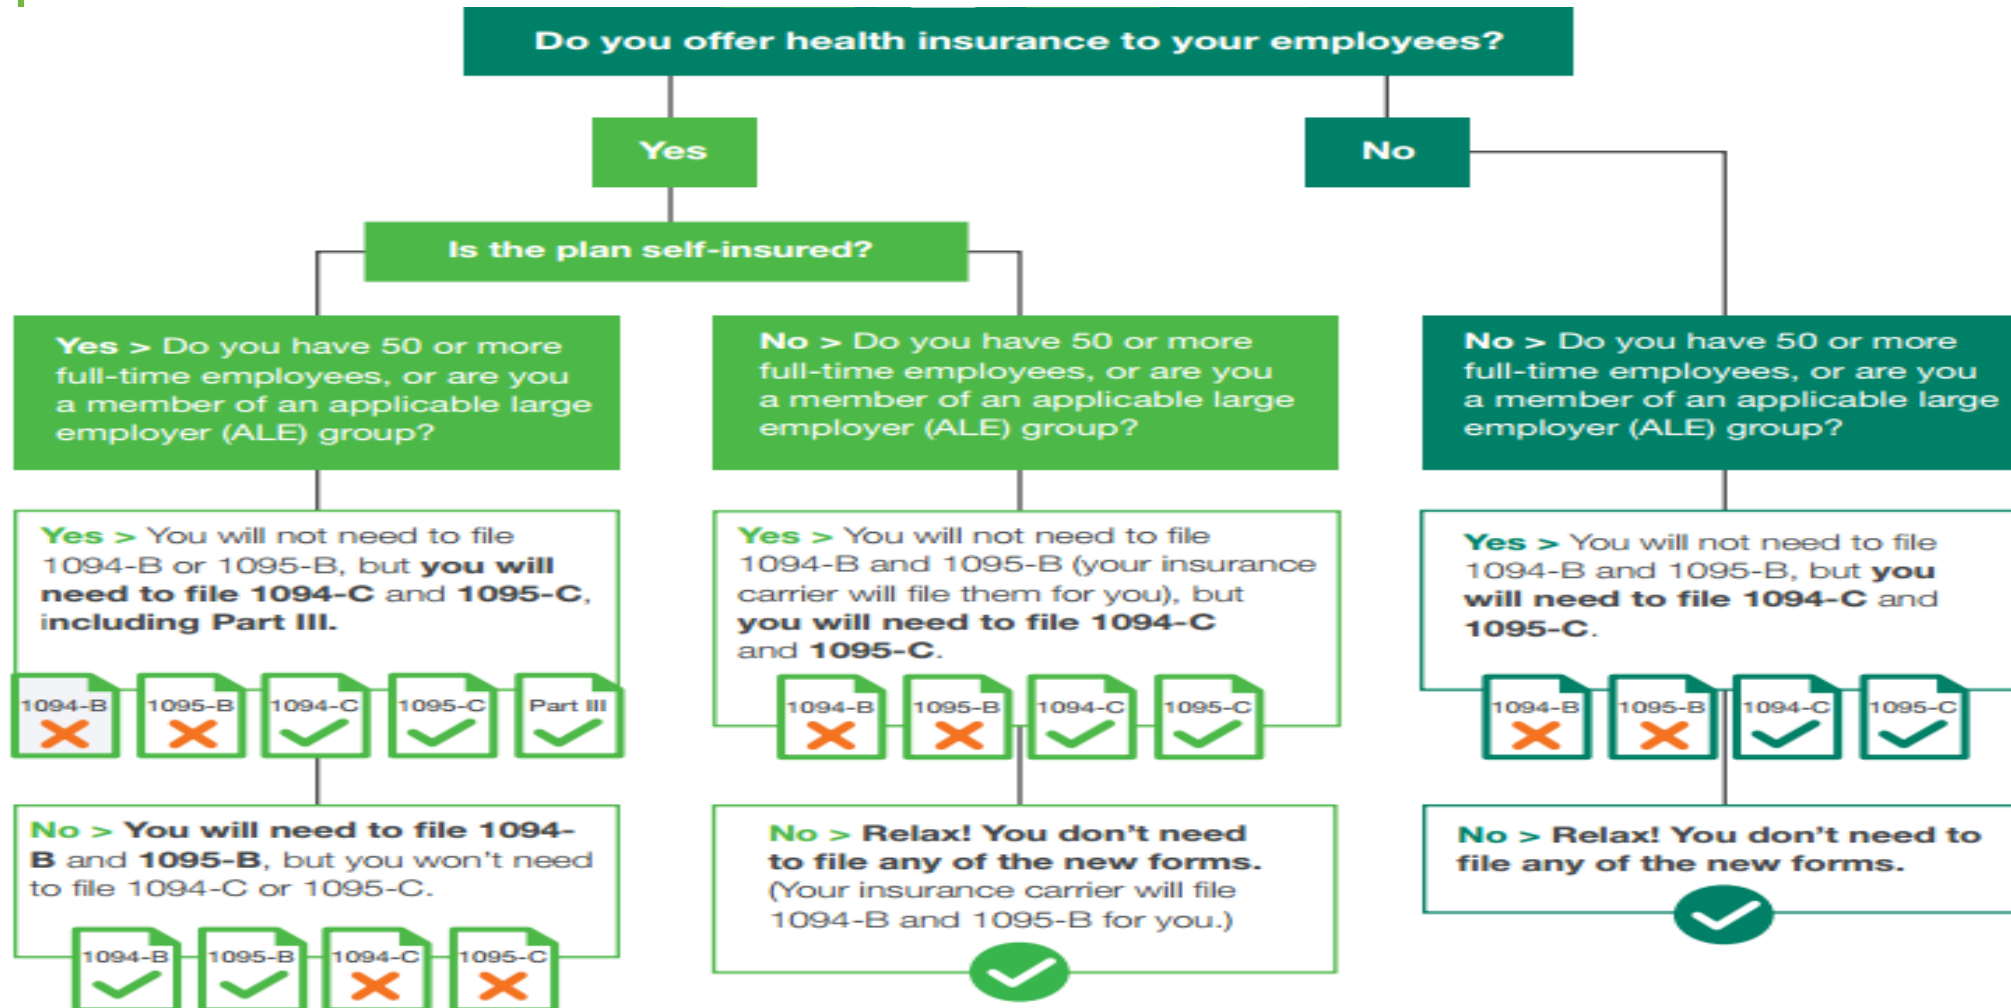 Do you offer health insurance to your employees?
Yes
No
Is the plan self-insured?
Yes > Do you have 50 or more
full-time employees, or are you
a member of an applicable large
employer (ALE) group?
No > Do you have 50 or more
full-time employees, or are you
a member of an applicable large
employer (ALE) group?
No > Do you have 50 or more
full-time employees, or are you
a member of an applicable large
employer (ALE) group?
Yes > You will not need to file
1094-B or 1095-B, but you will
need to file 1094-C and 1095-C,
including Part III.
1094-B
1095-B
1094-C
1095-C
Part III
Yes > You will not need to file
1094-B and 1095-B (your insurance
carrier will file them for you), but
you will need to file 1094-C
and 1095-C.
1094-B
1095-B
1094-C
1095-C
Yes > You will not need to file
1094-B and 1095-B, but you
will need to file 1094-C and
1095-C.
1094-B
1095-B
1094-C
1095-C
No > You will need to file 1094-
B and 1095-B, but you won't need
to file 1094-C or 1095-C.
1094-B
1095-B
1094-C
1095-C
No > Relax! You don't need
to file any of the new forms.
(Your insurance carrier will file
1094-B and 1095-B for you.)
No > Relax! You don't need to
file any of the new forms.